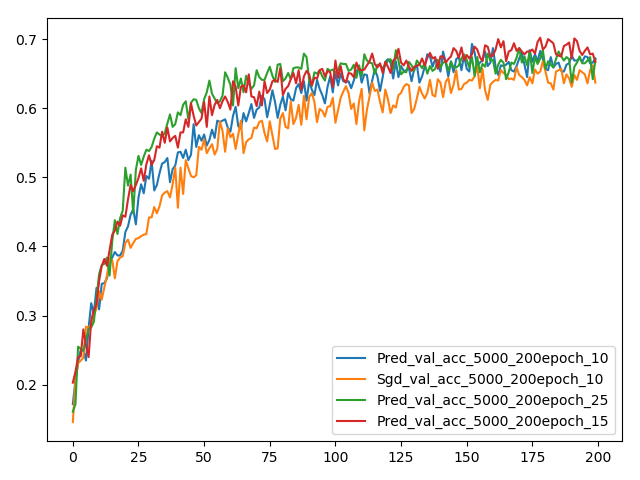 0.7
0.6
0.5
0.4
0.3
0.2
0 25 50 75 100 125 150 175 200
Pred_val_acc_5000_200epoch_10
Sgd_val_acc_5000_200epoch_10
Pred_val_acc_5000_200epoch_25
Pred_val_acc_5000_200epoch_15